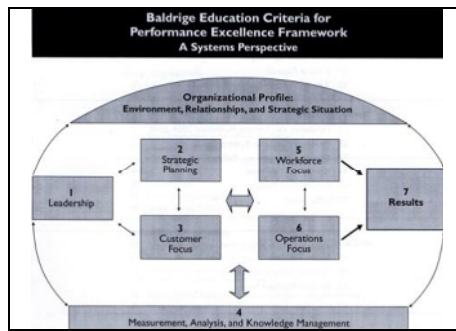 Baldrige Education Criteria for
Performance Excellence Framework
A Systems Perspective
Organizational Profile:
Environment, Relationships, and Strategic Situation
2
Strategic
Planning
5
Workforce
Focus
1
Leadership
7
Results
3
Customer
Focus
6
Operations
Focus
4
Measurement, Analysis, and Knowledge Management